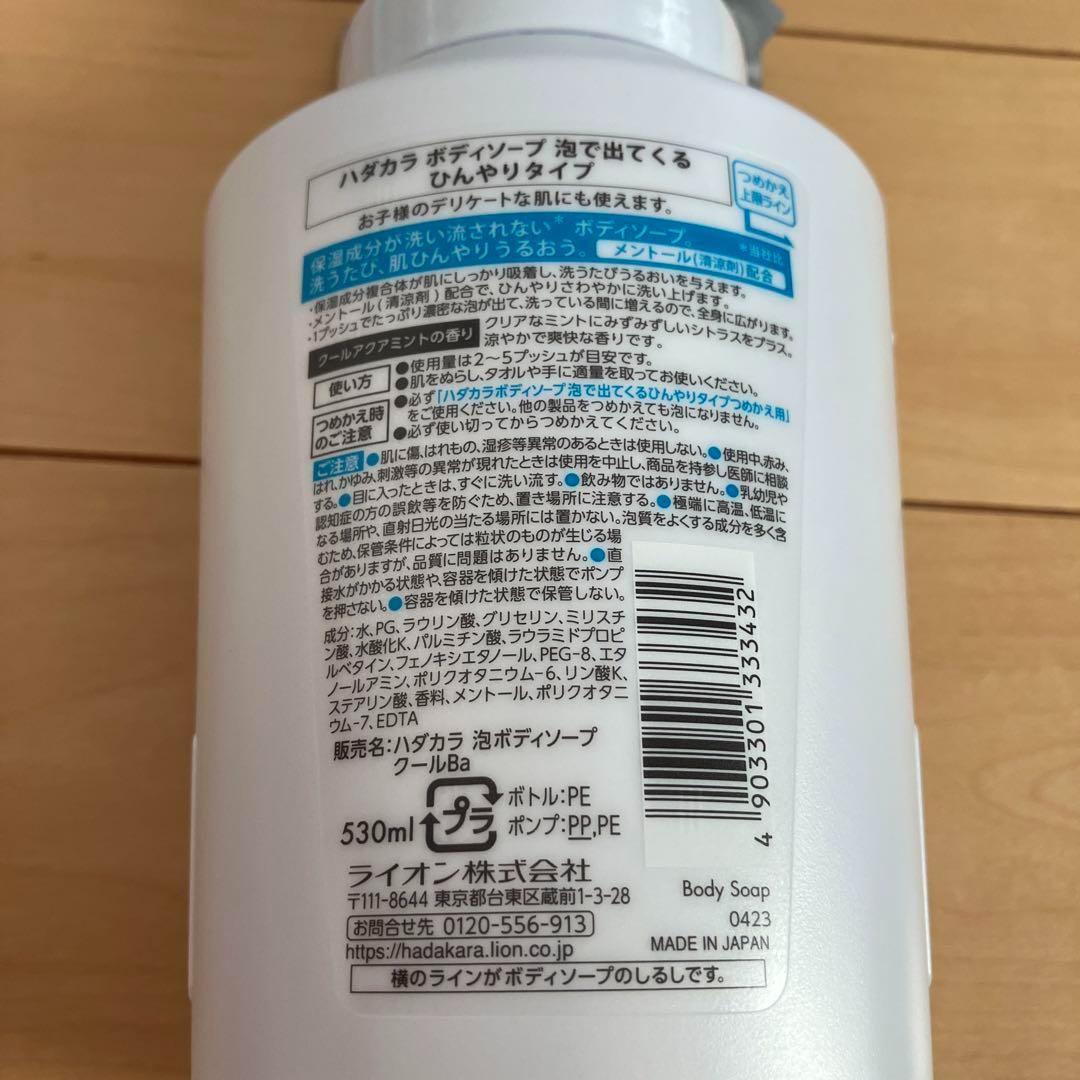 ハダカラ ボディソープ 泡で出てくる
ひんやりタイプ
つめかえ
上限ライン
お子様のデリケートな肌にも使えます。
保湿成分が洗い流されない＊ ボディソープ。
＊当社比
洗うたび、肌ひんやりうるおう。 メントール(清涼剤)配合
・保湿成分複合体が肌にしっかり吸着し、洗うたびうるおいを与えます。
・メントール(清涼剤)配合で、ひんやりさわやかに洗い上げます。
・1プッシュでたっぷり濃密な泡が出て、洗っている間に増えるので、全身に広がります。
クールアクアミントの香り クリアなミントにみずみずしいシトラスをプラス。
涼やかで爽快な香りです。
使い方 ●使用量は2～5プッシュが目安です。
●肌をぬらし、タオルや手に適量を取ってお使いください。
つめかえ時
のご注意
●必ず「ハダカラボディソープ 泡で出てくるひんやりタイプつめかえ用」
をご使用ください。他の製品をつめかえても泡になりません。
●必ず使い切ってからつめかえてください。
ご注意 ●肌に傷、はれもの、湿疹等異常のあるときは使用しない。●使用中、赤み、
はれ、かゆみ、刺激等の異常が現れたときは使用を中止し、商品を持参し医師に相談
する。●目に入ったときは、すぐに洗い流す。●飲み物ではありません。●乳幼児や
認知症の方の誤飲等を防ぐため、置き場所に注意する。●極端に高温、低温に
なる場所や、直射日光の当たる場所には置かない。泡質をよくする成分を多く含
むため、保管条件によっては粒状のものが生じる場
合がありますが、品質に問題はありません。●直
接水がかかる状態や、容器を傾けた状態でポンプ
を押さない。●容器を傾けた状態で保管しない。
成分:水、PG、ラウリン酸、グリセリン、ミリスチ
ン酸、水酸化K、パルミチン酸、ラウラミドプロピ
ルベタイン、フェノキシエタノール、PEG-8、エタ
ノールアミン、ポリクオタニウム-6、リン酸K、
ステアリン酸、香料、メントール、ポリクオタニ
ウム-7、EDTA
販売名:ハダカラ 泡ボディソープ
クールBa
530ml プラ ボトル:PE
ポンプ:PP,PE
4 903301 333432
ライオン株式会社
〒111-8644 東京都台東区蔵前1-3-28
お問合せ先 0120-556-913
https://hadakara.lion.co.jp
Body Soap
0423
MADE IN JAPAN
横のラインがボディソープのしるしです。